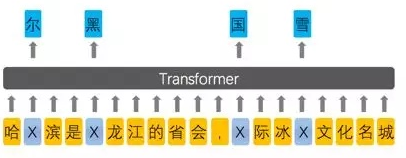 尔 黑 国 雪
Transformer
哈 X 滨 是 X 龙 江 的 省 会 , X 际 冰 X 文 化 名 城